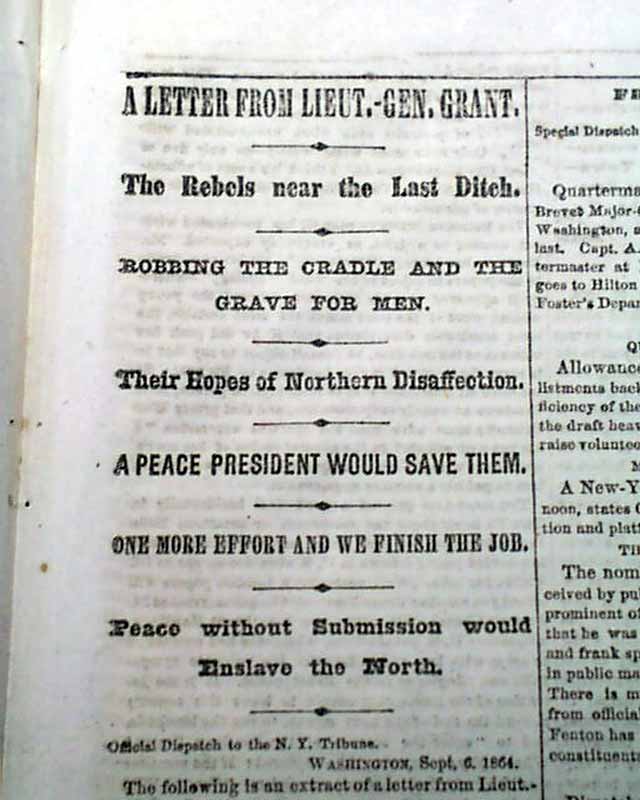 A LETTER FROM LIEUT.-GEN. GRANT.
The Rebels near the Last Ditch.
ROBBING THE CRADLE AND THE
GRAVE FOR MEN.
Their Hopes of Northern Disaffection.
A PEACE PRESIDENT WOULD SAVE THEM.
ONE MORE EFFORT AND WE FINISH THE JOB.
Peace without Submission would
Enslave the North.
Official Dispatch to the N. Y. Tribune.
WASHINGTON, Sept. 6. 1864.
The following is an extract of a letter from Lieut.-
Special Dispatch
Quarterma
Brevet Major-
Washington, a
last. Capt. A.
termaster at
goes to Hilton
Foster's Depa
Allowance
listments back
ficiency of the
the draft heav
raise voluntee
A New-Y
noon, states
tion and platf
The nom
ceived by pu
prominent of
that he was
and frank sp
in public ma
There is m
from officia
Fenton has
constituent